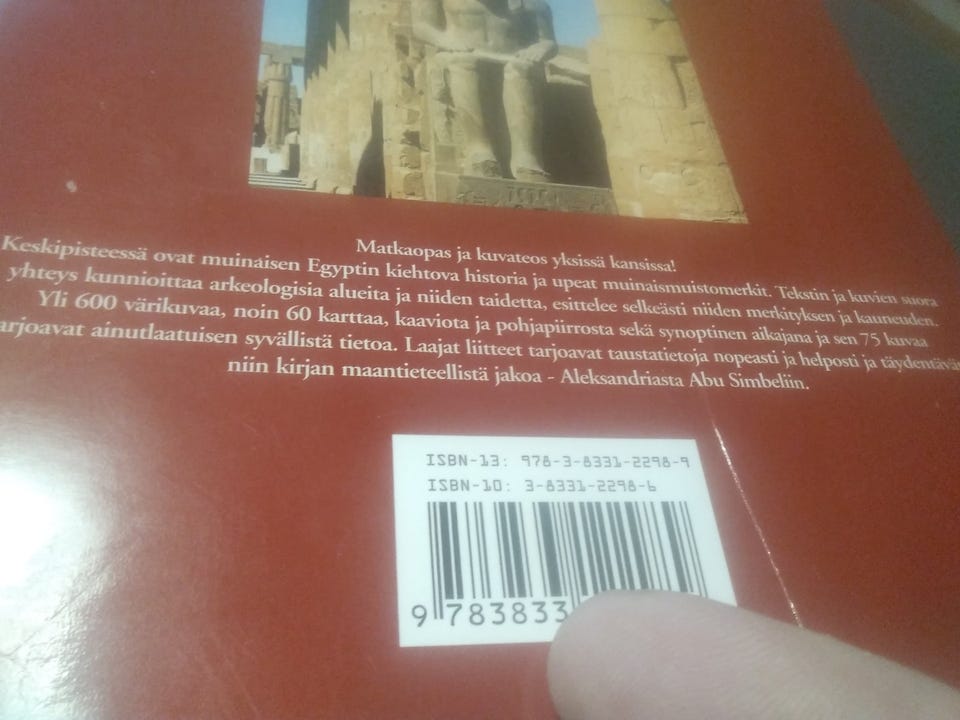 Matkaopas ja kuvateos yksissä kansissa!
Keskipisteessä ovat muinaisen Egyptin kiehtova historia ja upeat muinaismuistomerkit. Tekstin ja kuvien suora
yhteys kunnioittaa arkeologisia alueita ja niiden taidetta, esittelee selkeästi niiden merkityksen ja kauneuden.
Yli 600 värikuvaa, noin 60 karttaa, kaaviota ja pohjapiirrosta sekä synoptinen aikajana ja sen 75 kuvaa
arjoavat ainutlaatuisen syvällistä tietoa. Laajat liitteet tarjoavat taustatietoja nopeasti ja helposti ja täydentävät
niin kirjan maantieteellistä jakoa - Aleksandriasta Abu Simbeliin.
ISBN-13: 978-3-8331-2298-9
ISBN-10: 3-8331-2298-6
9 783833